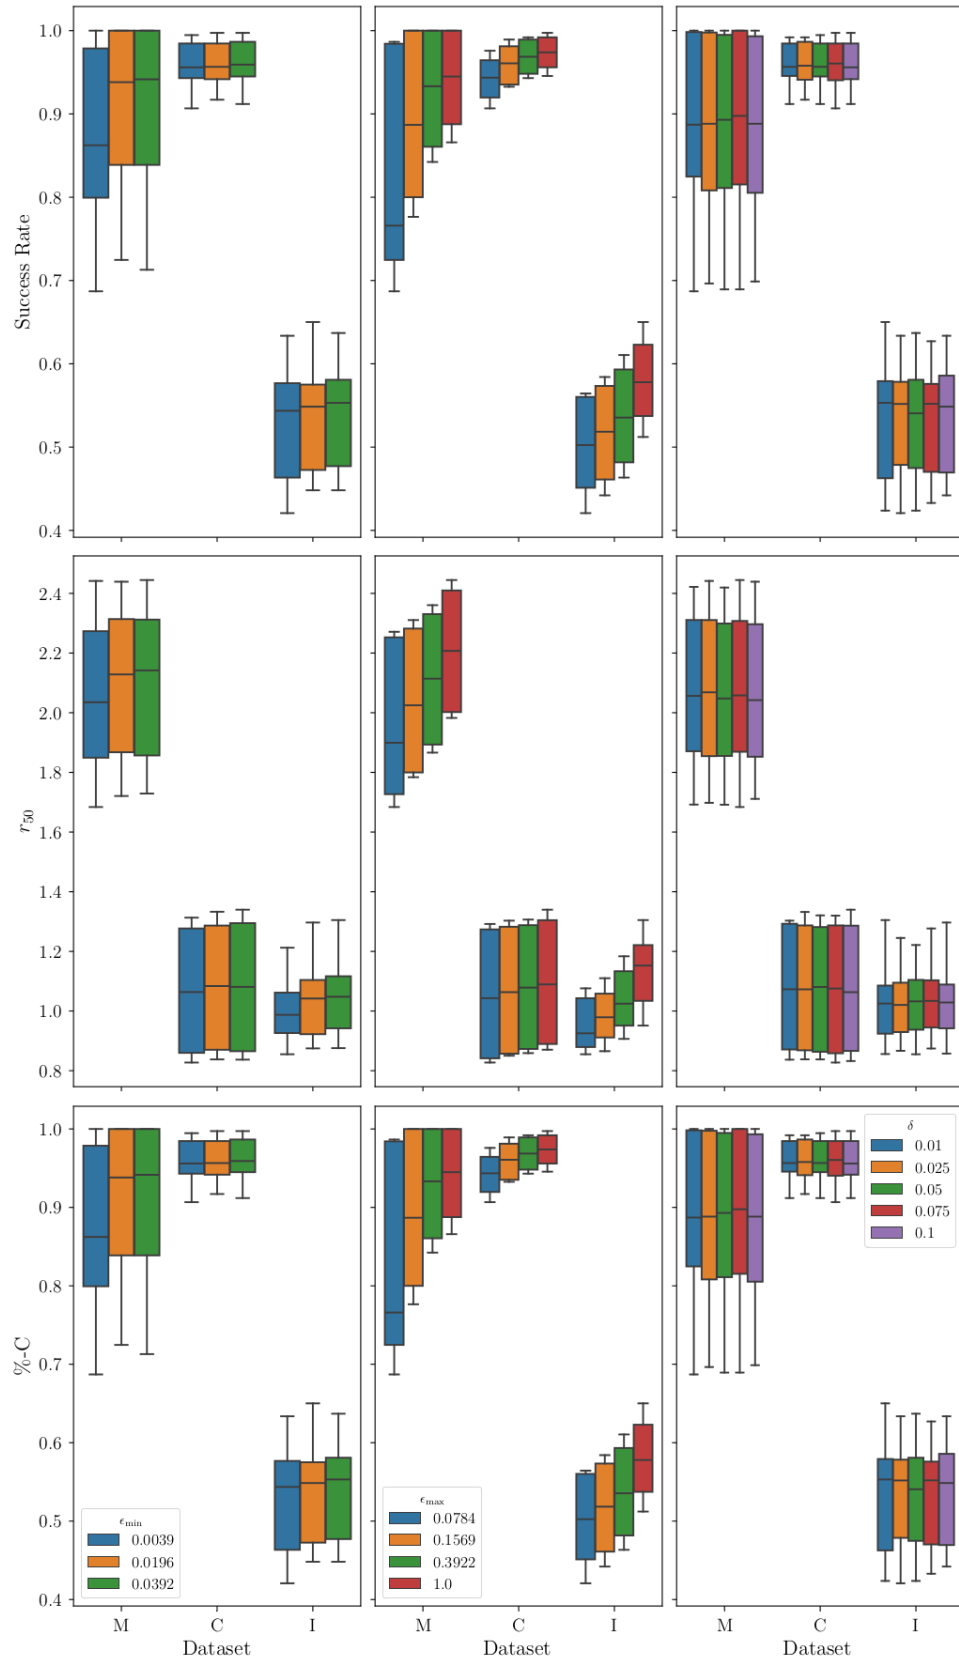 1.0
0.9
0.8
0.7
0.6
0.5
0.4
Success Rate
2.4
2.2
2.0
1.8
1.6
1.4
1.2
1.0
0.8
r50
1.0
0.9
0.8
0.7
0.6
0.5
0.4
%-C
ϵmin
0.0039
0.0196
0.0392
ϵmax
0.0784
0.1569
0.3922
1.0
δ
0.01
0.025
0.05
0.075
0.1
M C I
M C I
M C I
Dataset
Dataset
Dataset